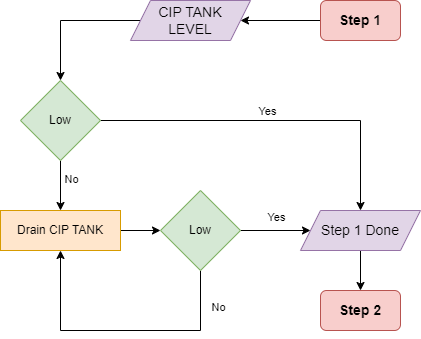 CIP TANK
LEVEL
Step 1
Low
Yes
No
Drain CIP TANK
Low
Yes
Step 1 Done
No
Step 2